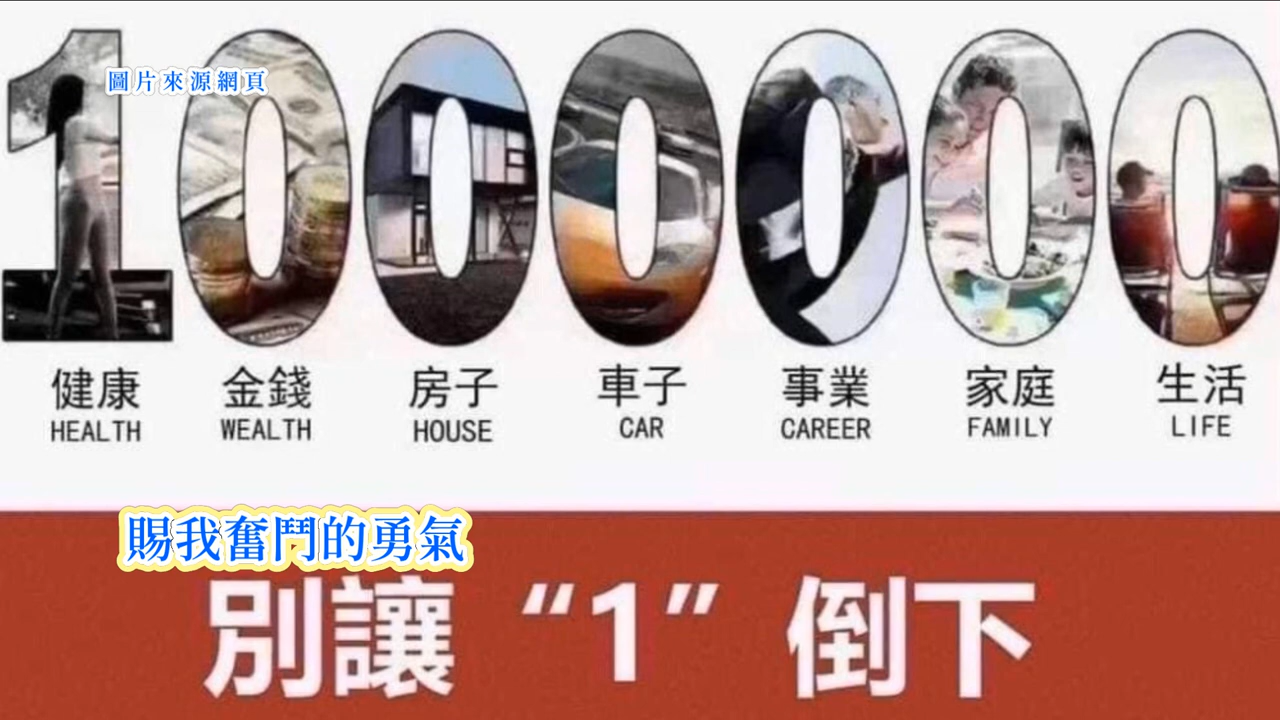 1000000
圖片來源網頁
健康 金錢 房子 車子 事業 家庭 生活
HEALTH WEALTH HOUSE CAR CAREER FAMILY LIFE
賜我奮鬥的勇氣
別讓“1”倒下